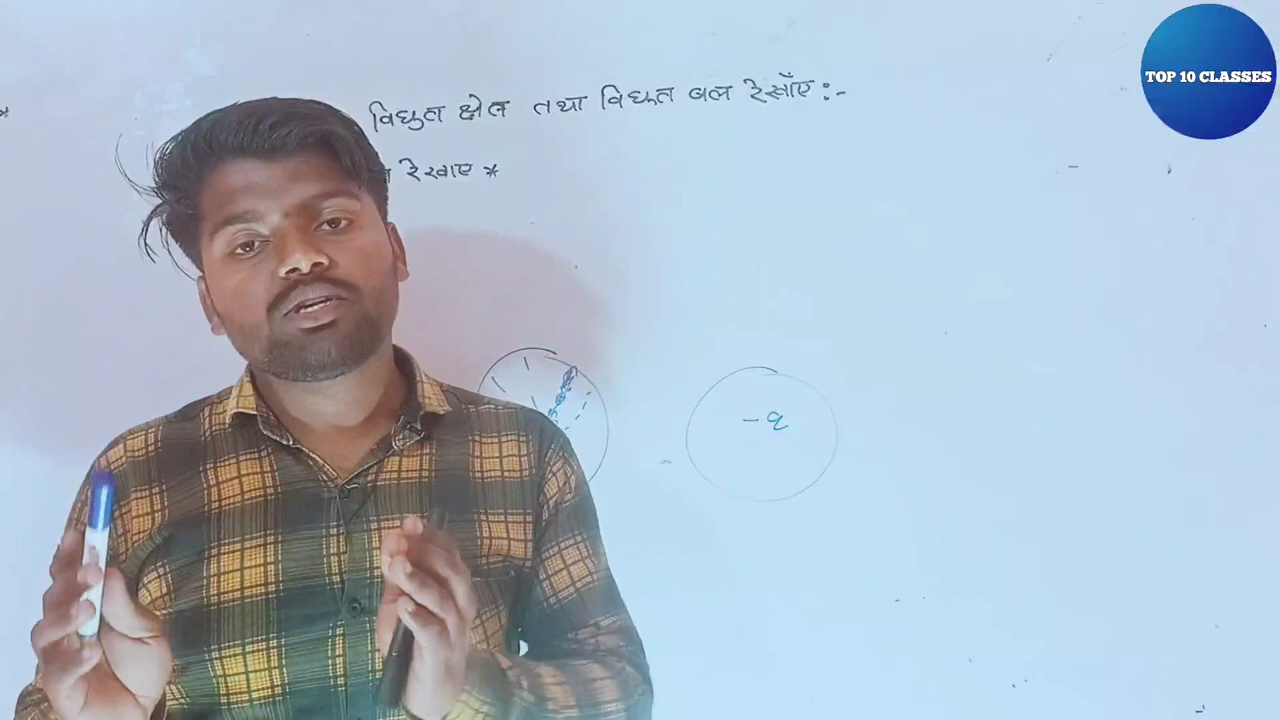 TOP 10 CLASSES
विधुत क्षेत्र तथा विधुत बल रेखाँए :-
रेखाए *
- q